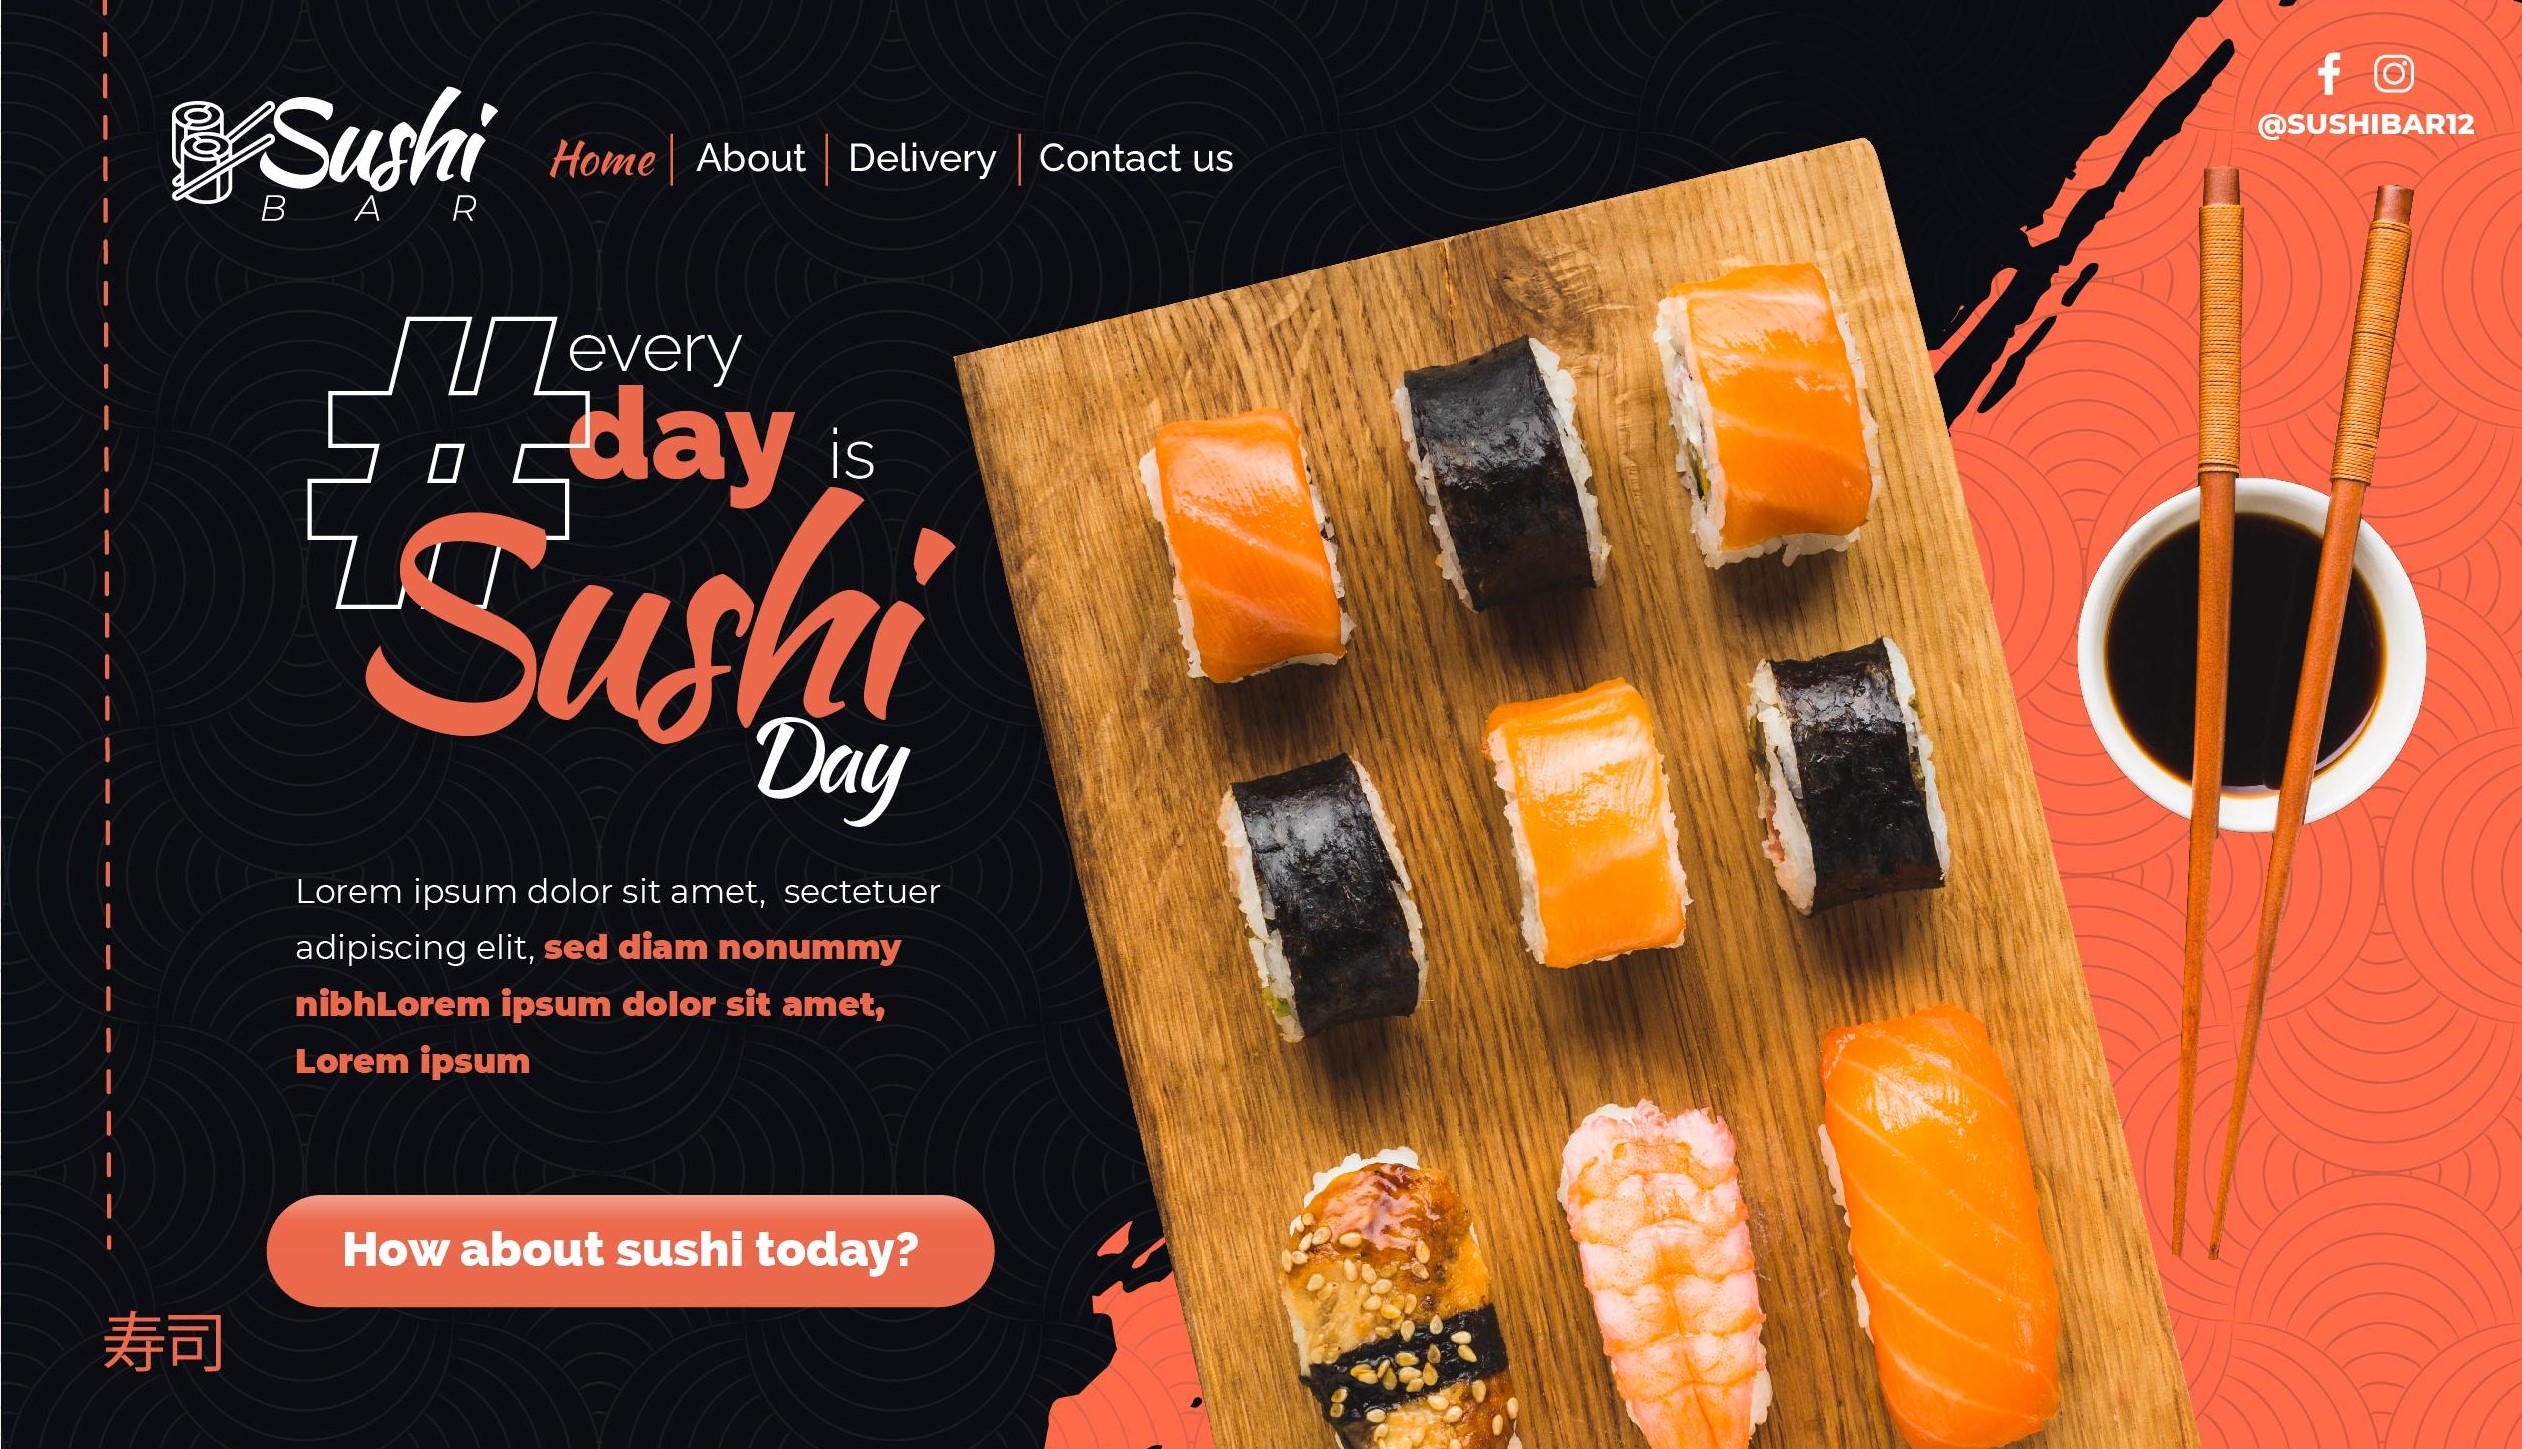 Sushi
BAR
Home
About
Delivery
Contact us
@SUSHIBAR12
#
every
day is
Sushi
Day
Lorem ipsum dolor sit amet, sectetuer
adipiscing elit, sed diam nonummy
nibhLorem ipsum dolor sit amet,
Lorem ipsum
How about sushi today?
寿司